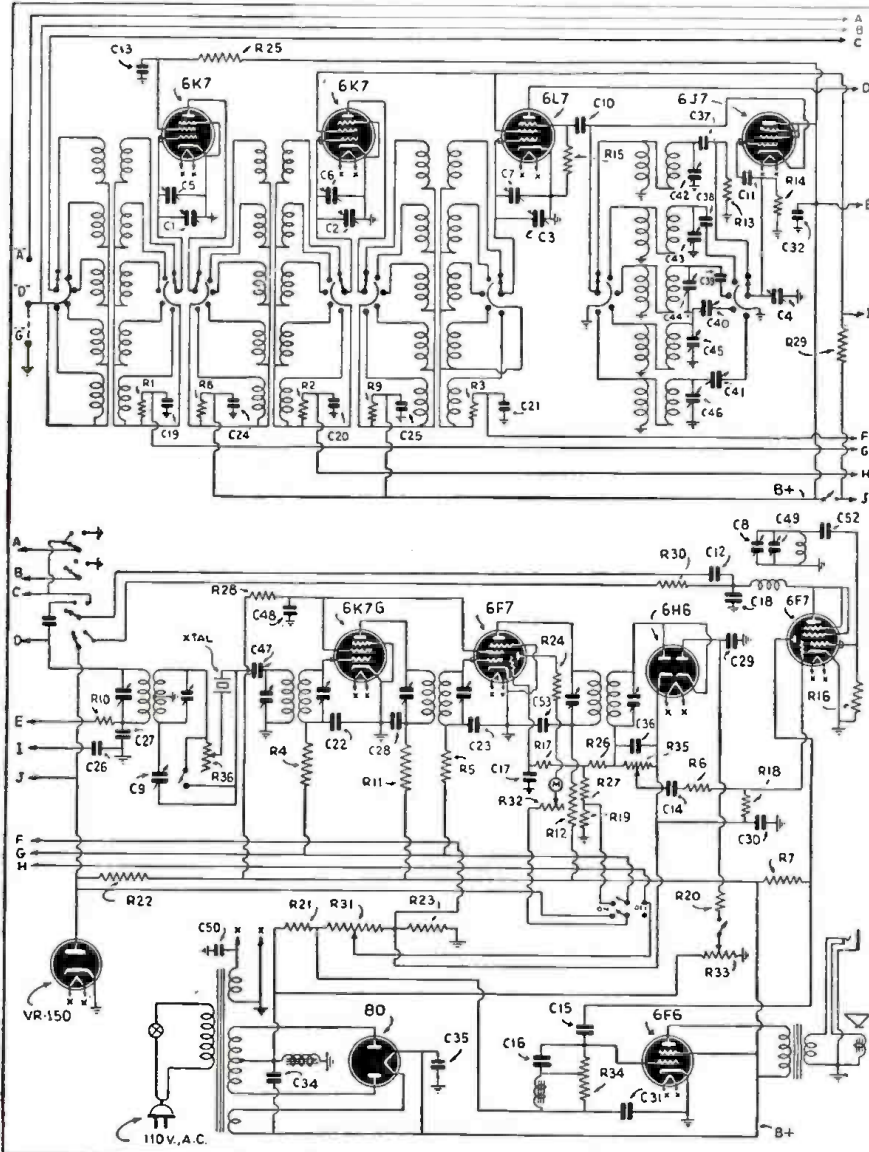 A
B
C
C13
R25
6K7
6K7
6L7
C10
6J7
D
C37
R15
C5
C6
C7
C42
C38
C11
R14
R13
C1
C2
C3
C32
E
C43
"A"
"D"
"G"
C39
C4
C44
C40
I
C45
R29
R1
R8
R2
R9
R3
C41
C46
C19
C24
C20
C25
C21
F
G
H
B+
J
C8
C49
C52
A
B
C
D
R28
C48
6K7G
6F7
R24
6H6
R30
C12
C18
6F7
XTAL
C47
C29
R10
R16
E
C27
I
C26
J
C9
R36
R4
C22
C28
R11
R5
C23
C53
C17
R17
R26
C36
R35
M
R27
R32
R12
R19
C14
R6
R18
C30
F
G
H
R22
R7
R21
R31
R23
R20
C50
R33
VR-150
80
C35
C15
6F6
C16
C34
R34
C31
110 V., A.C.
B+